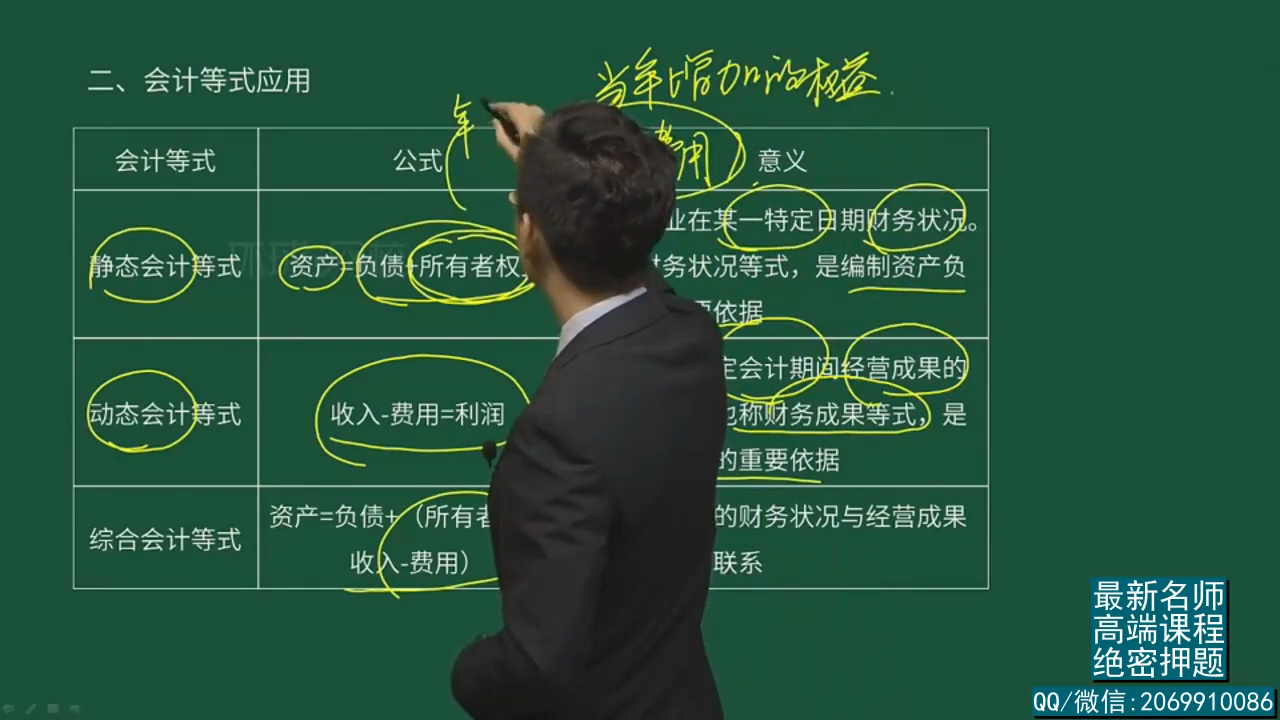 二、会计等式应用
当年增加的权益
年
费用
会计等式
公式
意义
静态会计等式
资产=负债+所有者权
业在某一特定日期财务状况。
务状况等式，是编制资产负
要依据
动态会计等式
收入-费用=利润
定会计期间经营成果的
也称财务成果等式，是
的重要依据
综合会计等式
资产=负债+（所有者
收入-费用）
的财务状况与经营成果
联系
最新名师
高端课程
绝密押题
QQ/微信:2069910086